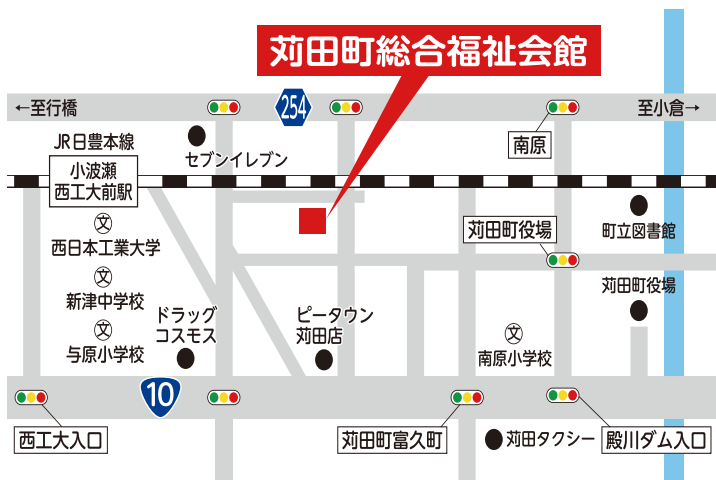 苅田町総合福祉会館
←至行橋
254
至小倉→
JR日豊本線
セブンイレブン
南原
小波瀬
西工大前駅
文
西日本工業大学
苅田町役場
町立図書館
文
新津中学校
苅田町役場
ドラッグ
コスモス
ピータウン
苅田店
文
与原小学校
文
南原小学校
10
西工大入口
苅田町富久町
苅田タクシー
殿川ダム入口